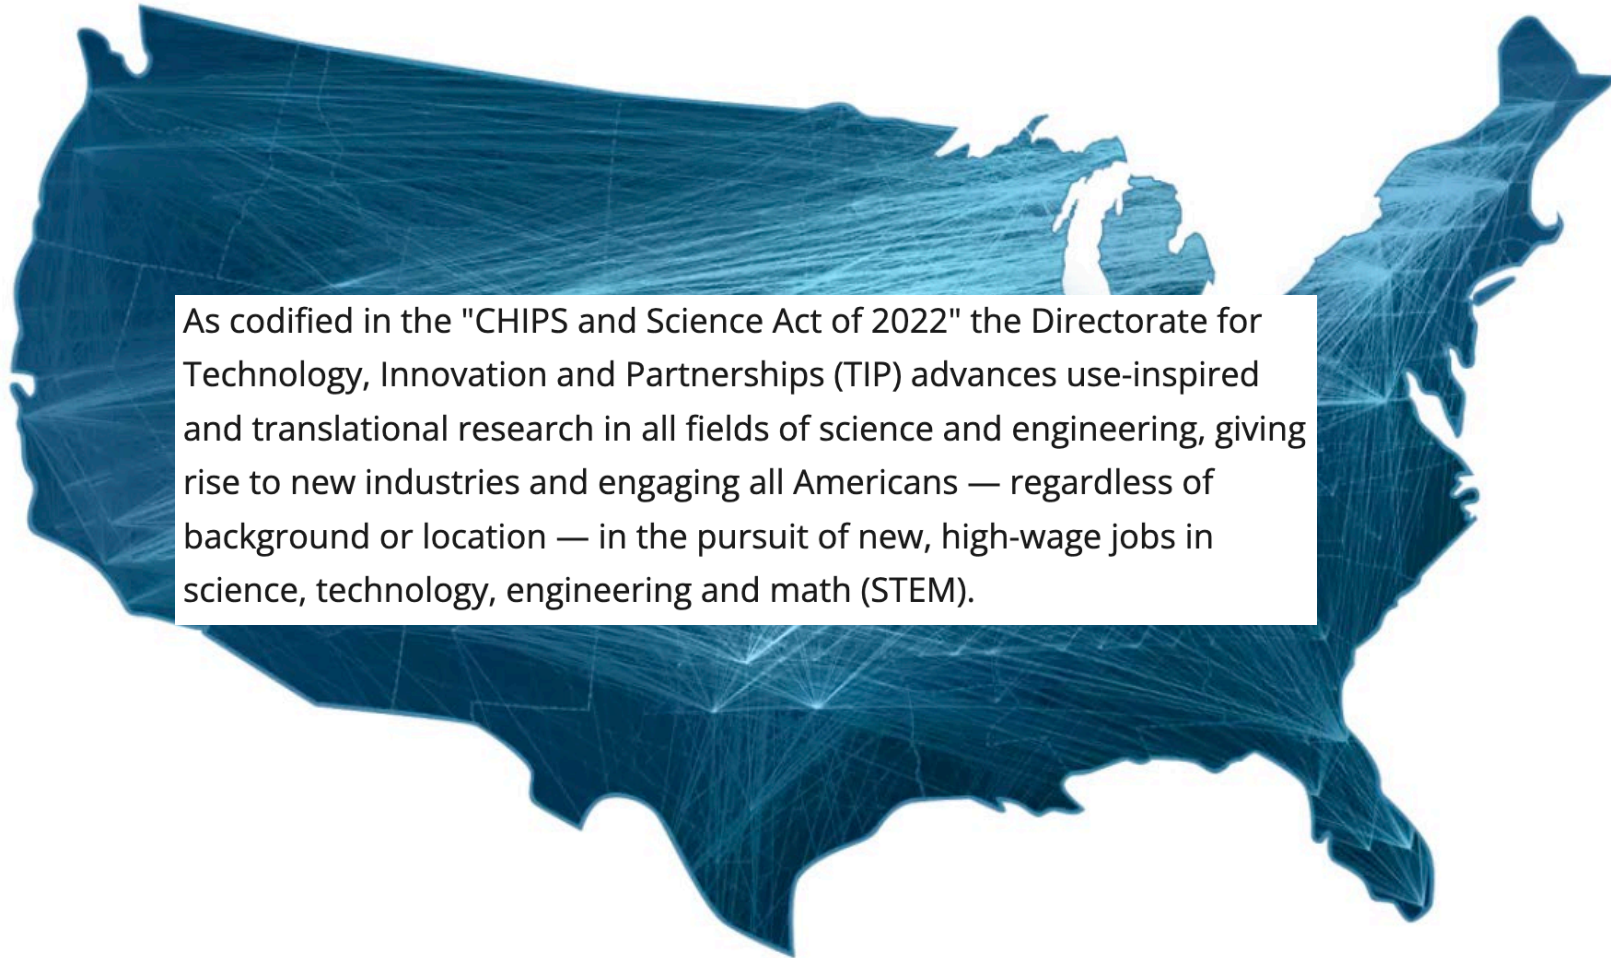 As codified in the "CHIPS and Science Act of 2022" the Directorate for
Technology, Innovation and Partnerships (TIP) advances use-inspired
and translational research in all fields of science and engineering, giving
rise to new industries and engaging all Americans — regardless of
background or location — in the pursuit of new, high-wage jobs in
science, technology, engineering and math (STEM).